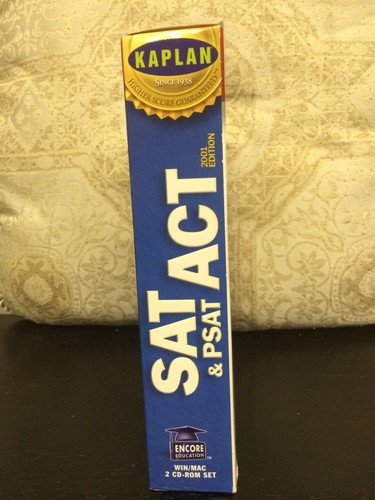 KAPLAN
SINCE 1938
HIGHER SCORE GUARANTEED
2001
EDITION
SAT ACT
& PSAT
ENCORE
EDUCATION
TM
WIN/MAC
2 CD-ROM SET